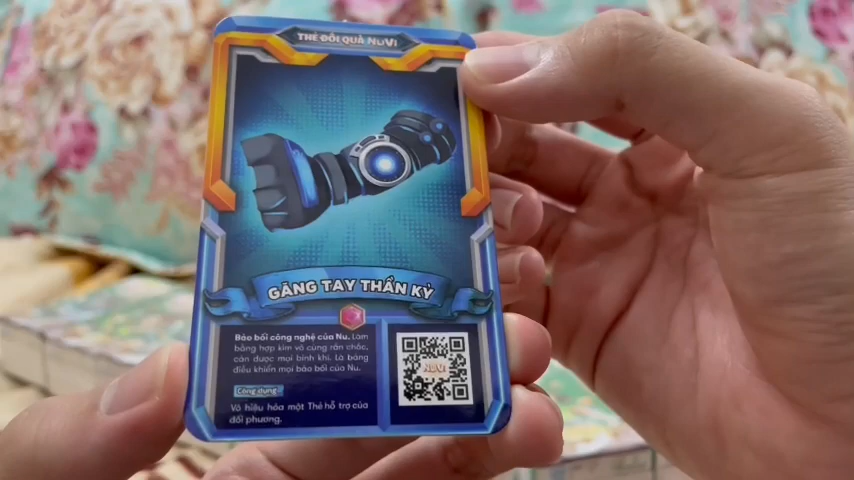 THẺ ĐỔI QUÀ NUVI
GĂNG TAY THẦN KỲ
Bảo bối công nghệ của Nu. Làm
bằng hợp kim vô cùng rắn chắc,
cản được mọi binh khí. Là bảng
điều khiển mọi bảo bối của Nu.
NUVI
Công dụng
Vô hiệu hóa một Thẻ hỗ trợ của
đối phương.